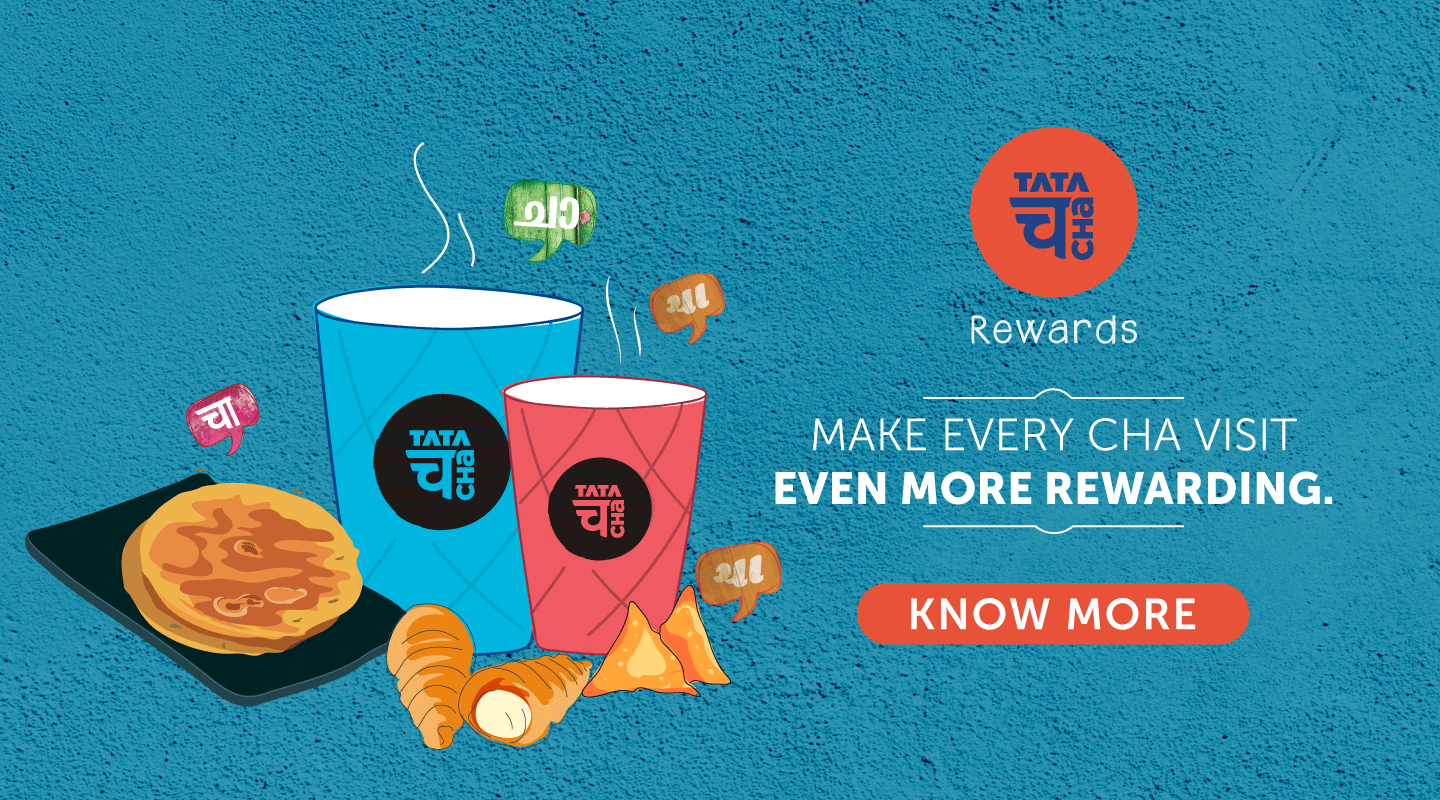 ചാ
ચા
चा
TATA
च CHa
TATA
च CHa
ચા
TATA
च CHa
Rewards
MAKE EVERY CHA VISIT
EVEN MORE REWARDING.
KNOW MORE